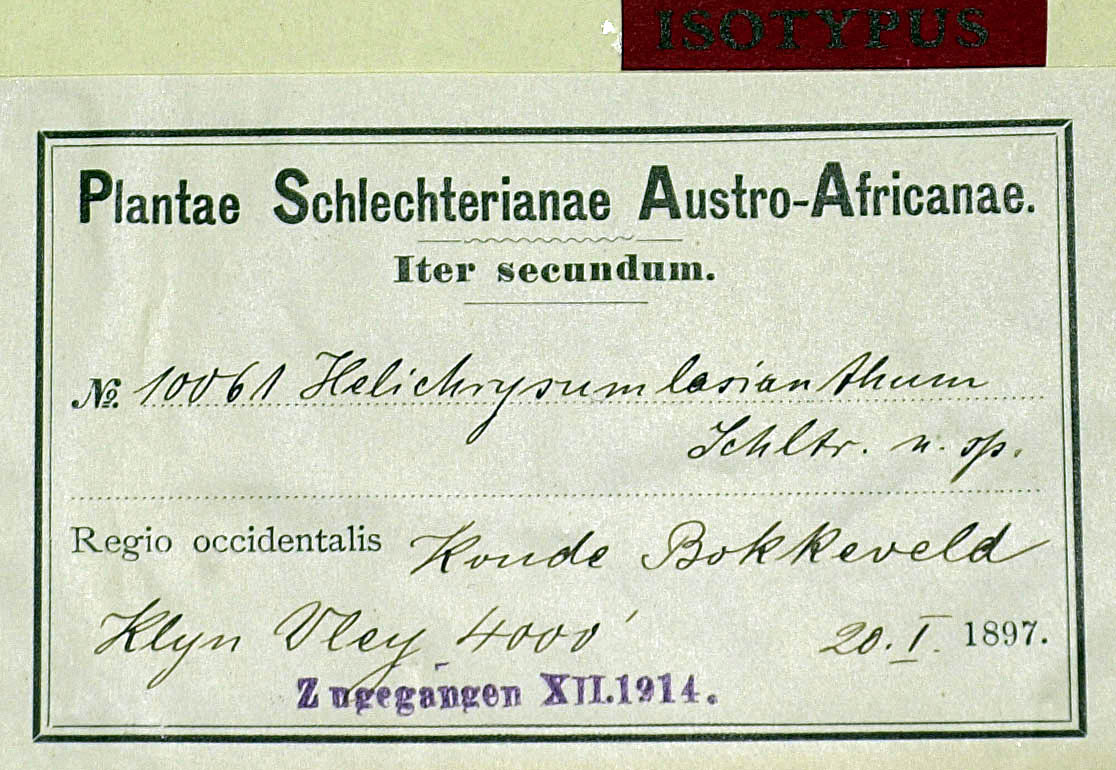 ISOTYPUS
Plantae Schlechterianae Austro-Africanae.
Iter secundum.
№. 10061 Helichrysum lasianthum
Schltr. n. sp.
Regio occidentalis Koude Bokkeveld
Klyn Vley 4000' 20. I. 1897.
Zugegangen XII.1914.